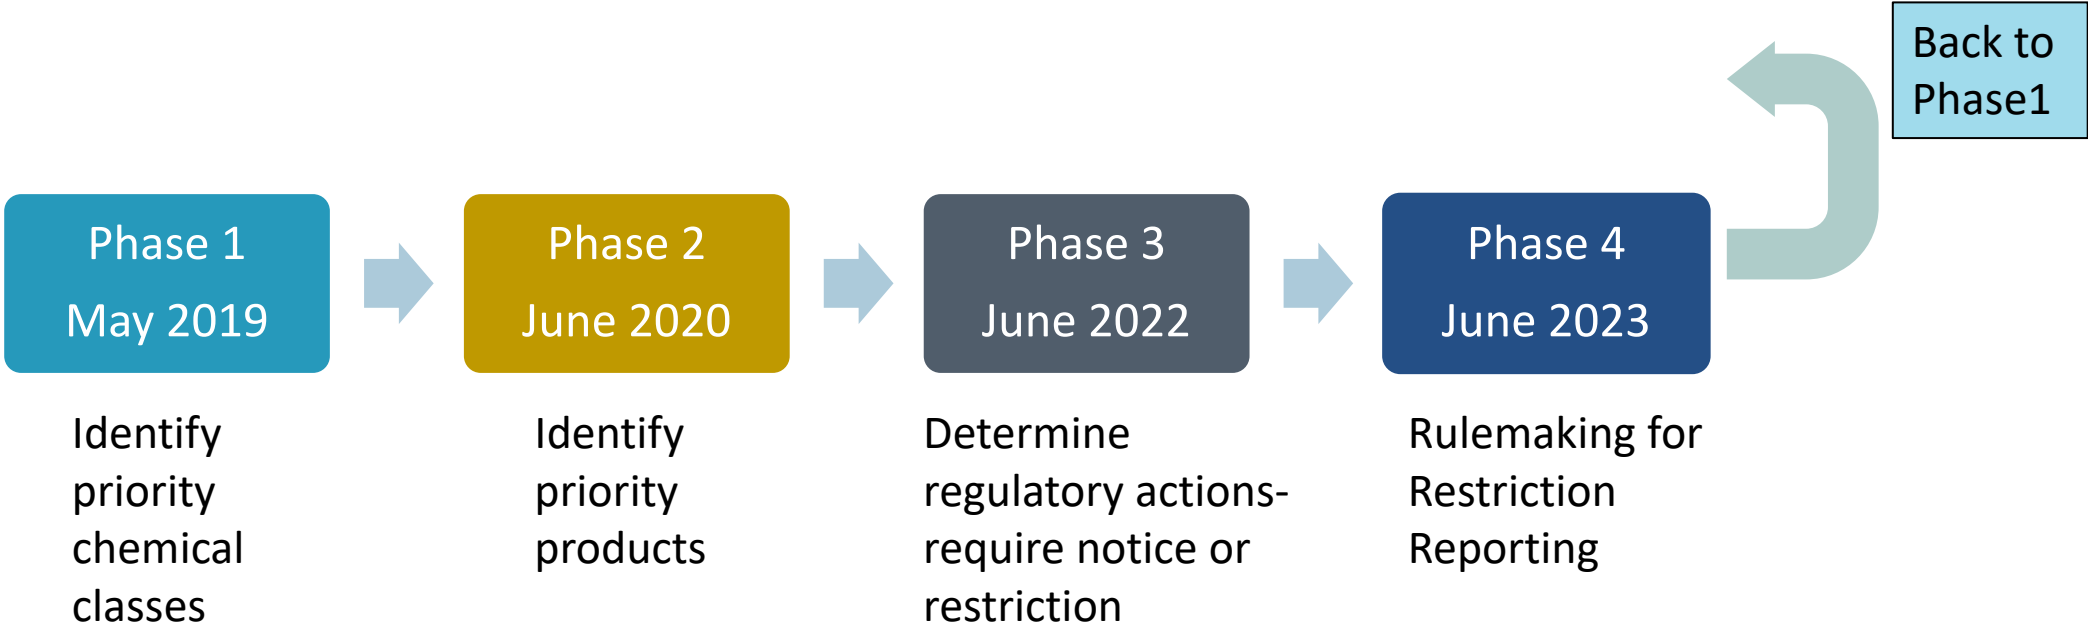 Back to
Phase1
Phase 1
May 2019
Phase 2
June 2020
Phase 3
June 2022
Phase 4
June 2023
Identify
priority
chemical
classes
Identify
priority
products
Determine
regulatory actions-
require notice or
restriction
Rulemaking for
Restriction
Reporting